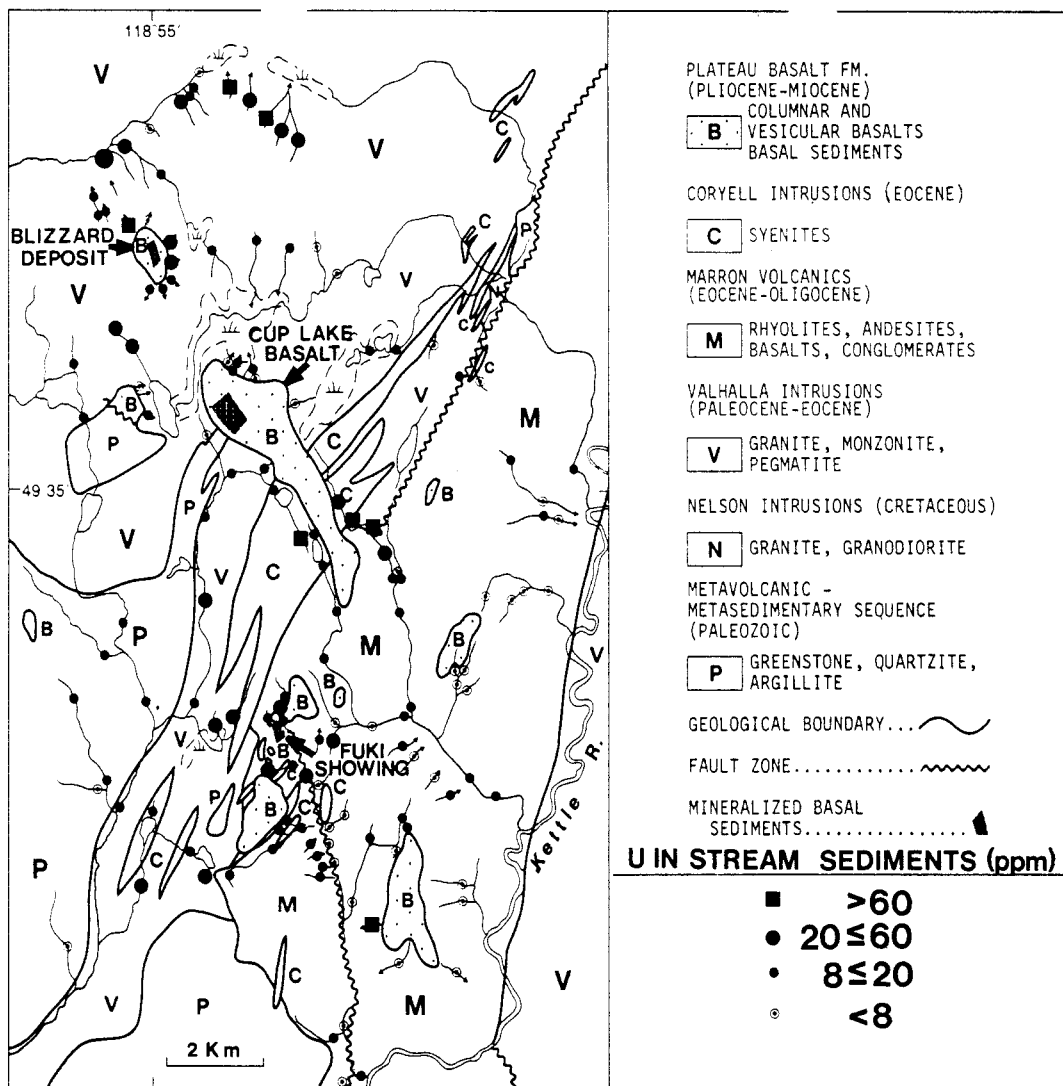 118°55'
V
V
C
C
P
BLIZZARD
DEPOSIT
B
V
V
C
CUP LAKE
BASALT
C
B
P
B
C
V
M
49 35
P
C
B
V
V
C
M
B
P
B
V
B
B
V
FUKI
SHOWING
B
C
C
P
B
C
C
P
B
M
C
V
P
M
V
Kettle R.
2 Km
PLATEAU BASALT FM.
(PLIOCENE-MIOCENE)
B COLUMNAR AND
VESICULAR BASALTS
BASAL SEDIMENTS
CORYELL INTRUSIONS (EOCENE)
C SYENITES
MARRON VOLCANICS
(EOCENE-OLIGOCENE)
M RHYOLITES, ANDESITES,
BASALTS, CONGLOMERATES
VALHALLA INTRUSIONS
(PALEOCENE-EOCENE)
V GRANITE, MONZONITE,
PEGMATITE
NELSON INTRUSIONS (CRETACEOUS)
N GRANITE, GRANODIORITE
METAVOLCANIC -
METASEDIMENTARY SEQUENCE
(PALEOZOIC)
P GREENSTONE, QUARTZITE,
ARGILLITE
GEOLOGICAL BOUNDARY...
FAULT ZONE.............
MINERALIZED BASAL
SEDIMENTS................
U IN STREAM SEDIMENTS (ppm)
>60
20≤60
8≤20
<8